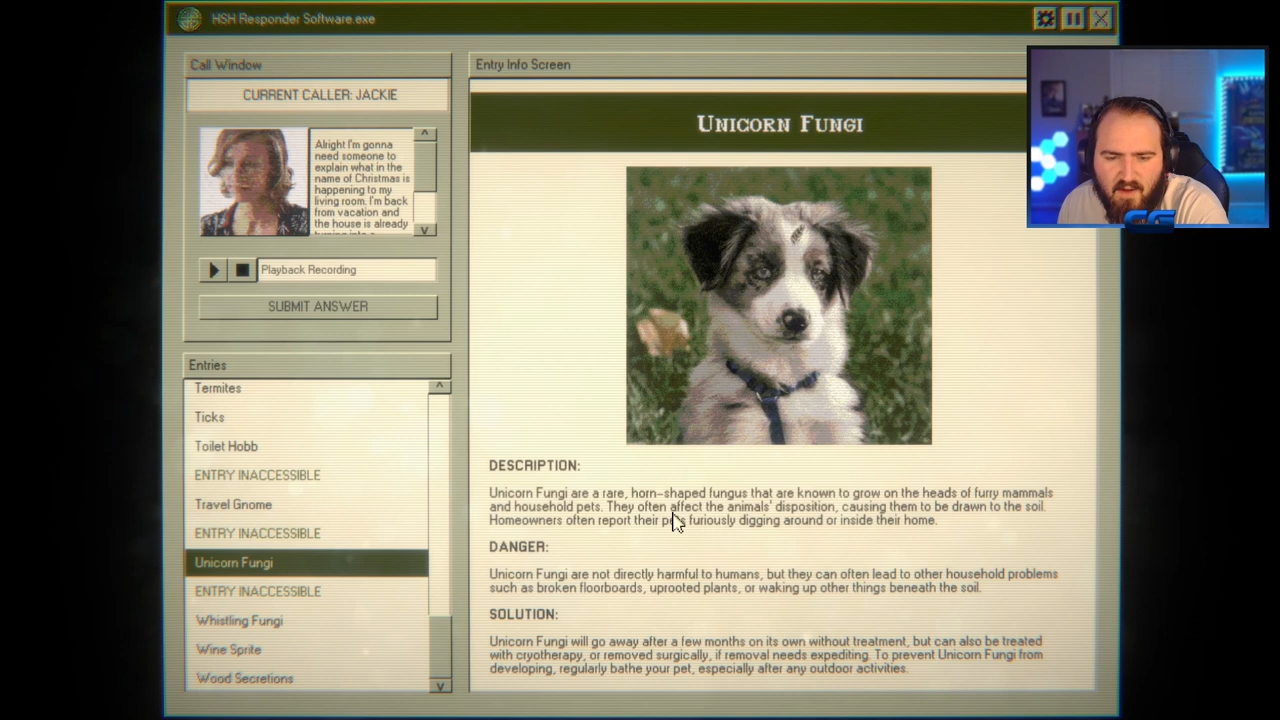 HSH Responder Software.exe
Call Window
CURRENT CALLER: JACKIE
Alright I'm gonna
need someone to
explain what in the
name of Christmas is
happening to my
living room. I'm back
from vacation and
the house is already
Playback Recording
SUBMIT ANSWER
Entries
Termites
Ticks
Toilet Hobb
ENTRY INACCESSIBLE
Travel Gnome
ENTRY INACCESSIBLE
Unicorn Fungi
ENTRY INACCESSIBLE
Whistling Fungi
Wine Sprite
Wood Secretions
Entry Info Screen
UNICORN FUNGI
DESCRIPTION:
Unicorn Fungi are a rare, horn-shaped fungus that are known to grow on the heads of furry mammals
and household pets. They often affect the animals' disposition, causing them to be drawn to the soil.
Homeowners often report their pets furiously digging around or inside their home.
DANGER:
Unicorn Fungi are not directly harmful to humans, but they can often lead to other household problems
such as broken floorboards, uprooted plants, or waking up other things beneath the soil.
SOLUTION:
Unicorn Fungi will go away after a few months on its own without treatment, but can also be treated
with cryotherapy, or removed surgically, if removal needs expediting. To prevent Unicorn Fungi from
developing, regularly bathe your pet, especially after any outdoor activities.
CG